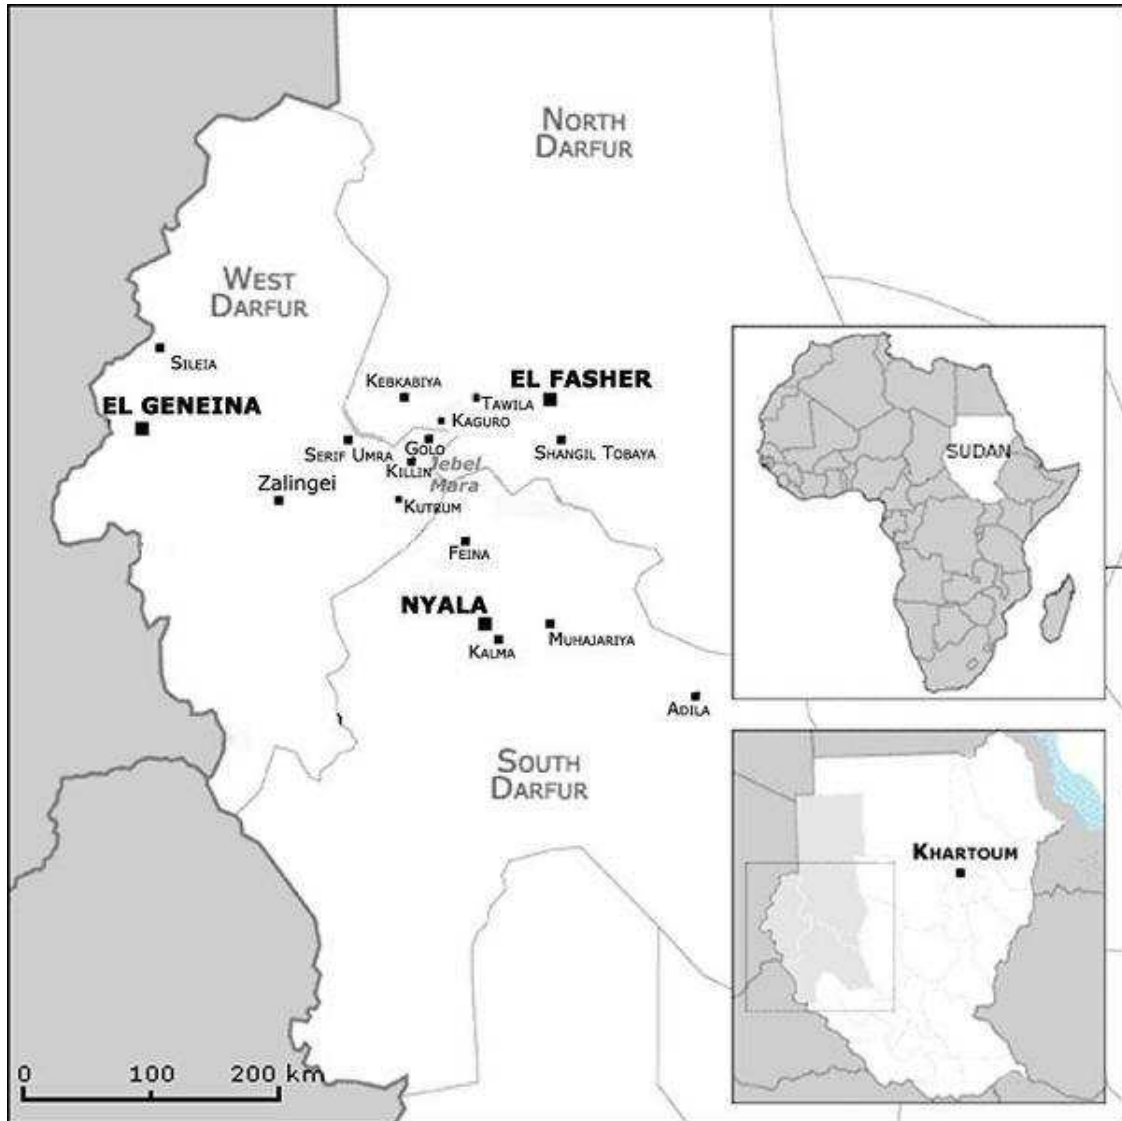 NORTH
DARFUR
WEST
DARFUR
SILEIA
KEBKABIYA
EL FASHER
TAWILA
EL GENEINA
KAGURO
SERIF UMRA
GOLO
SHANGIL TOBAYA
KILLIN
Jebel
Mara
Zalingei
KUTRUM
FEINA
NYALA
KALMA
MUHAJARIYA
ADILA
SOUTH
DARFUR
SUDAN
KHARTOUM
0 100 200 km